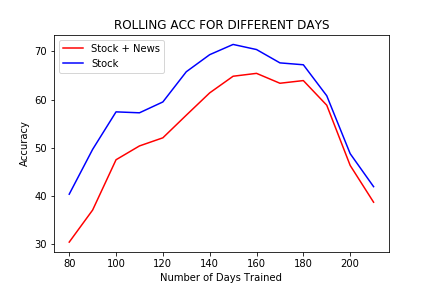 ROLLING ACC FOR DIFFERENT DAYS
Stock + News
Stock
Accuracy
70
60
50
40
30
80 100 120 140 160 180 200
Number of Days Trained